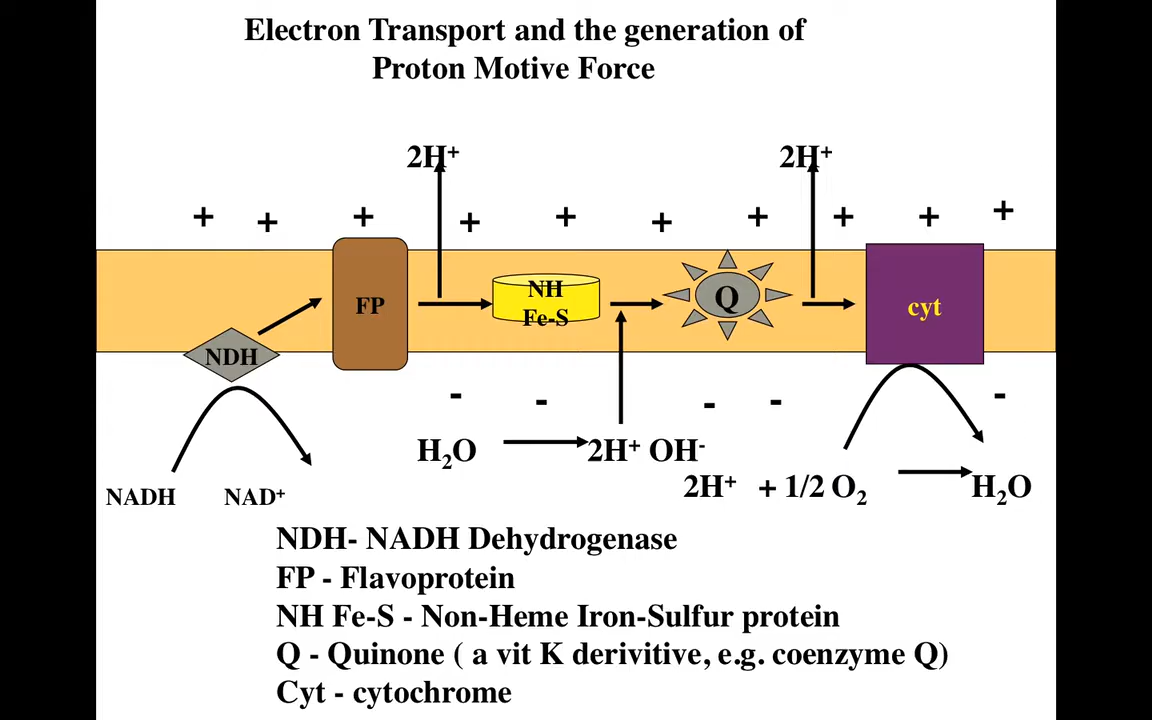 Electron Transport and the generation of
Proton Motive Force
2H⁺ 2H⁺
+ + + + + + + + + +
FP
NH
Fe-S
Q
cyt
NDH
- - - - -
H₂O 2H⁺ OH⁻
NADH NAD⁺
2H⁺ + 1/2 O₂ H₂O
NDH- NADH Dehydrogenase
FP - Flavoprotein
NH Fe-S - Non-Heme Iron-Sulfur protein
Q - Quinone ( a vit K derivitive, e.g. coenzyme Q)
Cyt - cytochrome